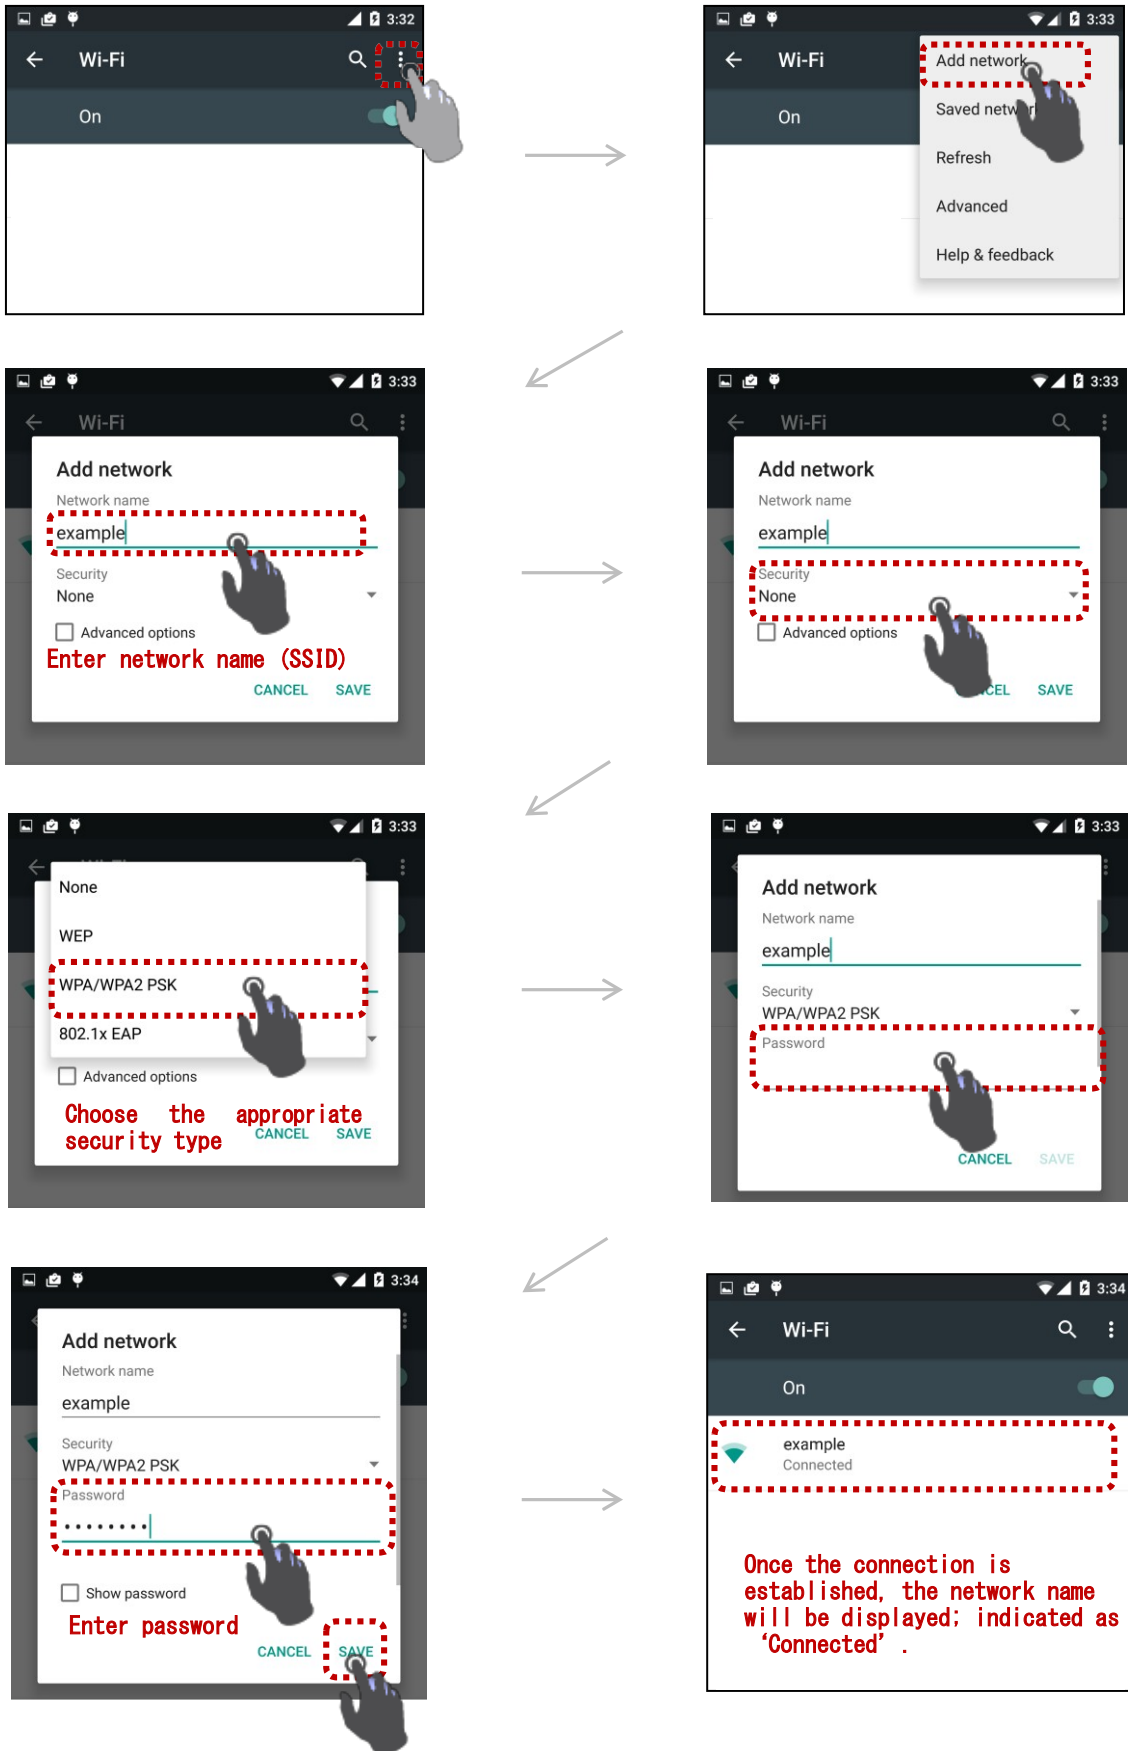 3:32
Wi-Fi
On
3:33
Wi-Fi
Add network
On
Saved networ
Refresh
Advanced
Help & feedback
3:33
Wi-Fi
Add network
Network name
example
Security
None
Advanced options
Enter network name (SSID)
CANCEL SAVE
3:33
Wi-Fi
Add network
Network name
example
Security
None
Advanced options
CEL SAVE
3:33
None
WEP
WPA/WPA2 PSK
802.1x EAP
Advanced options
Choose the appropriate
security type
CANCEL SAVE
3:33
Add network
Network name
example
Security
WPA/WPA2 PSK
Password
CANCEL SAVE
3:34
Add network
Network name
example
Security
WPA/WPA2 PSK
Password
••••••••
Show password
Enter password
CANCEL SAVE
3:34
Wi-Fi
On
example
Connected
Once the connection is
established, the network name
will be displayed; indicated as
‘Connected’.